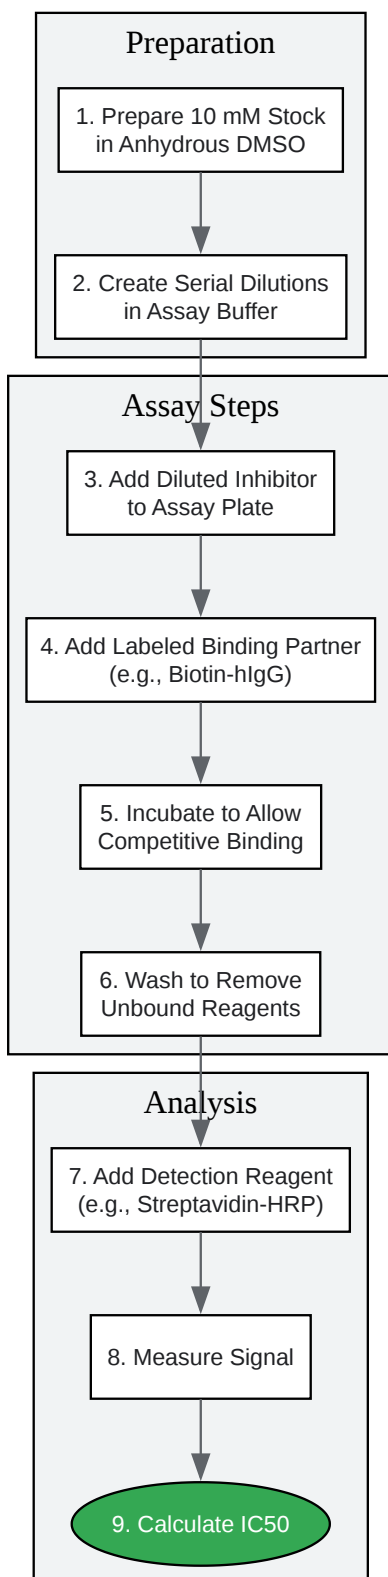 Preparation
1. Prepare 10 mM Stock
in Anhydrous DMSO
2. Create Serial Dilutions
in Assay Buffer
Assay Steps
3. Add Diluted Inhibitor
to Assay Plate
4. Add Labeled Binding Partner
(e.g., Biotin-hIgG)
5. Incubate to Allow
Competitive Binding
6. Wash to Remove
Unbound Reagents
Analysis
7. Add Detection Reagent
(e.g., Streptavidin-HRP)
8. Measure Signal
9. Calculate IC50